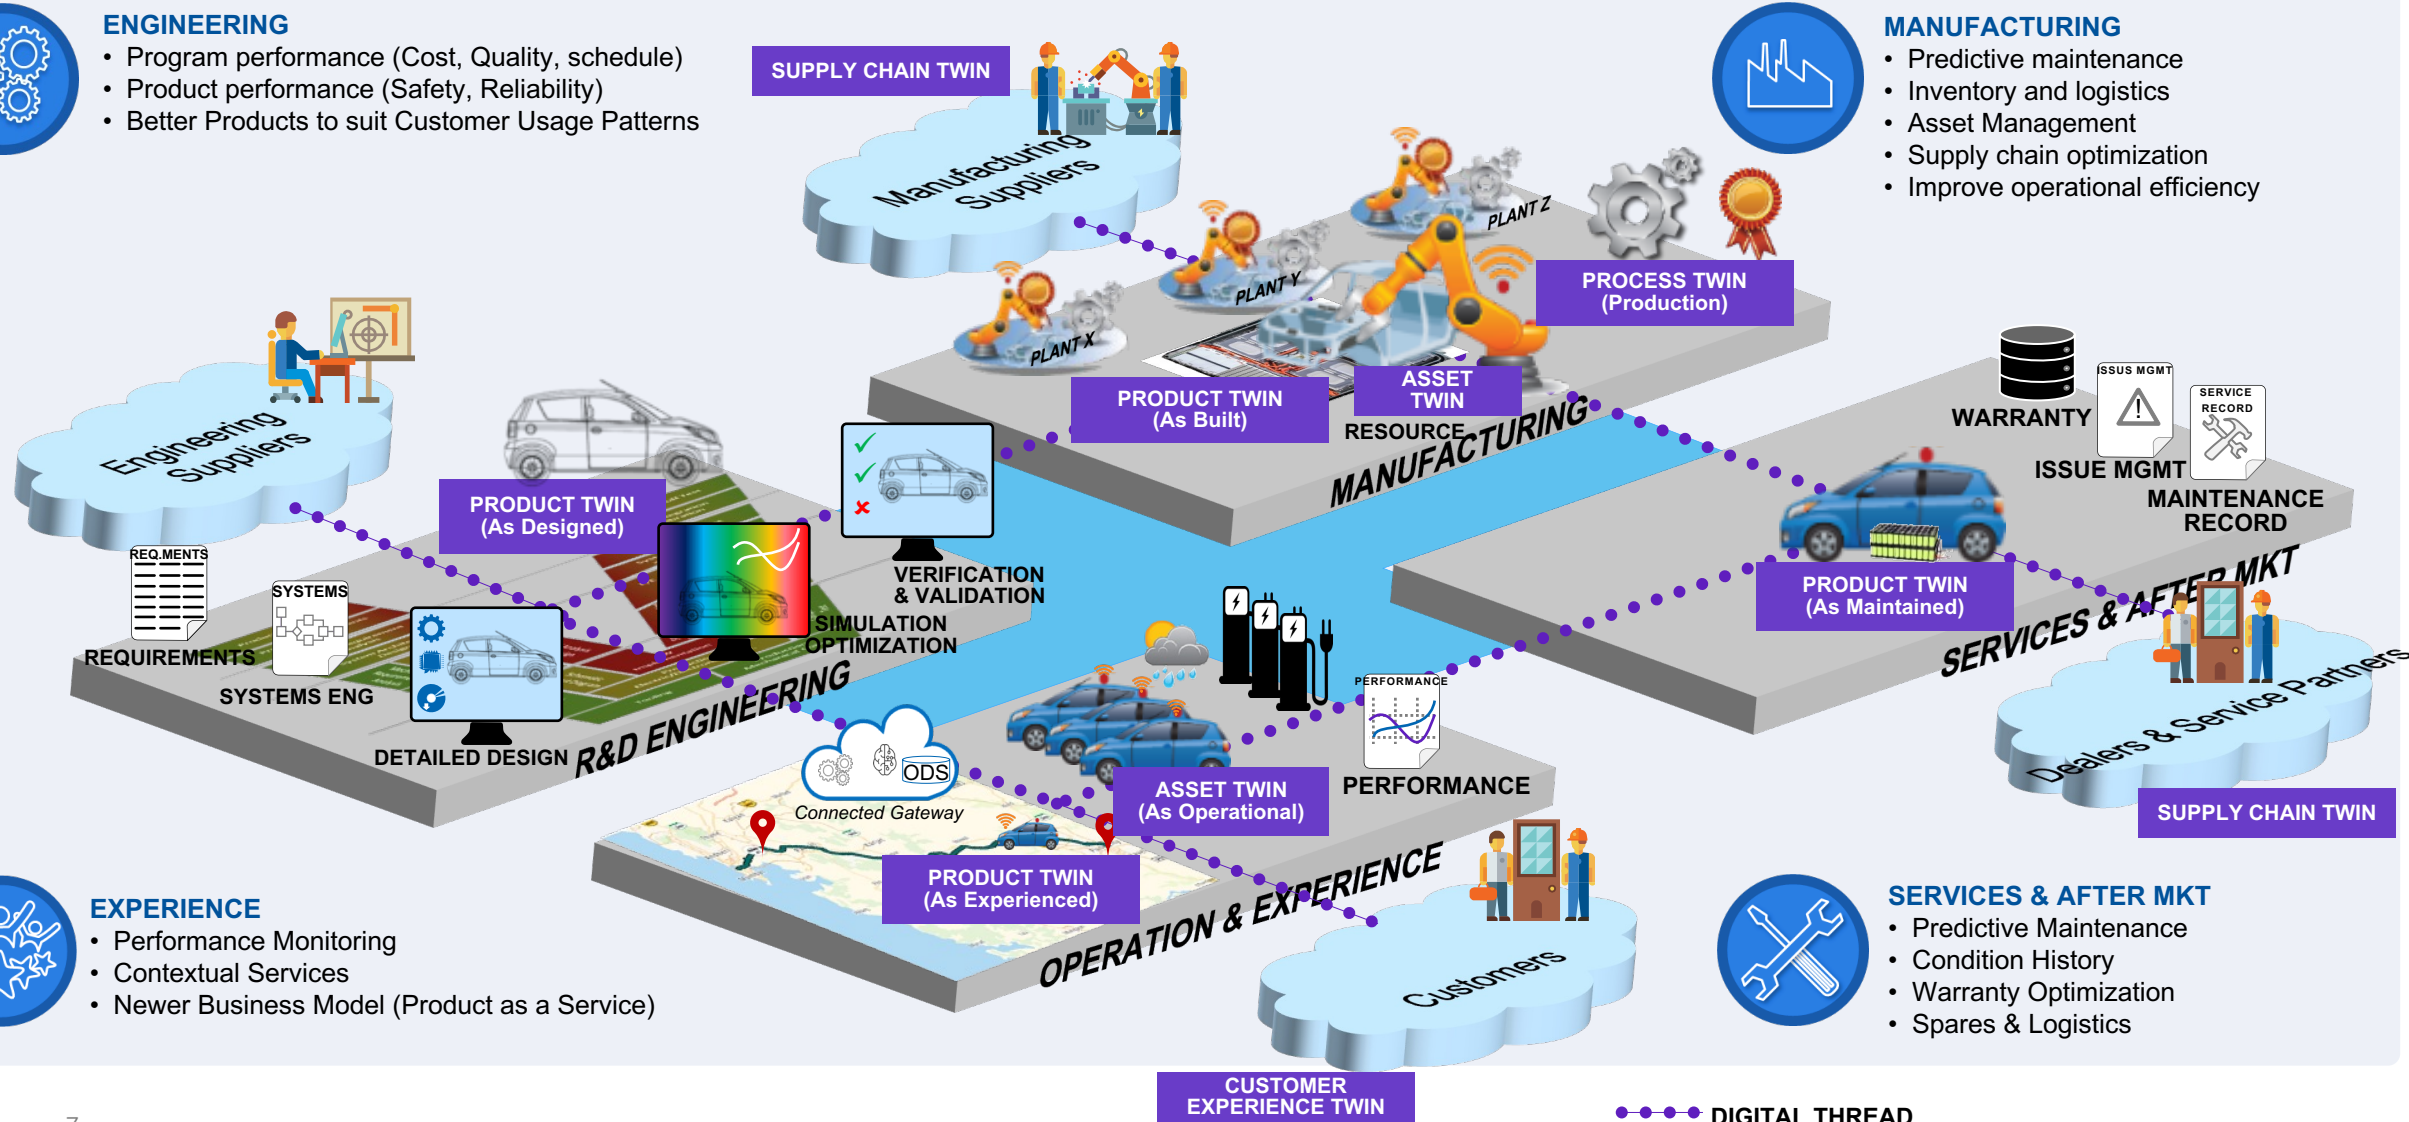 ENGINEERING
• Program performance (Cost, Quality, schedule)
• Product performance (Safety, Reliability)
• Better Products to suit Customer Usage Patterns
SUPPLY CHAIN TWIN
Manufacturing
Suppliers
MANUFACTURING
• Predictive maintenance
• Inventory and logistics
• Asset Management
• Supply chain optimization
• Improve operational efficiency
PLANT Z
PLANT Y
PLANT X
PROCESS TWIN
(Production)
PRODUCT TWIN
(As Built)
ASSET
TWIN
RESOURCE
MANUFACTURING
Engineering
Suppliers
PRODUCT TWIN
(As Designed)
REQ.MENTS
REQUIREMENTS
SYSTEMS
SYSTEMS ENG
DETAILED DESIGN
SIMULATION
OPTIMIZATION
VERIFICATION
& VALIDATION
R&D ENGINEERING
WARRANTY
ISSUS MGMT
ISSUE MGMT
SERVICE
RECORD
MAINTENANCE
RECORD
PRODUCT TWIN
(As Maintained)
SERVICES & AFTER MKT
Dealers & Service Partners
SUPPLY CHAIN TWIN
ODS
Connected Gateway
ASSET TWIN
(As Operational)
PERFORMANCE
PERFORMANCE
PRODUCT TWIN
(As Experienced)
OPERATION & EXPERIENCE
Customers
CUSTOMER
EXPERIENCE TWIN
EXPERIENCE
• Performance Monitoring
• Contextual Services
• Newer Business Model (Product as a Service)
SERVICES & AFTER MKT
• Predictive Maintenance
• Condition History
• Warranty Optimization
• Spares & Logistics
DIGITAL THREAD